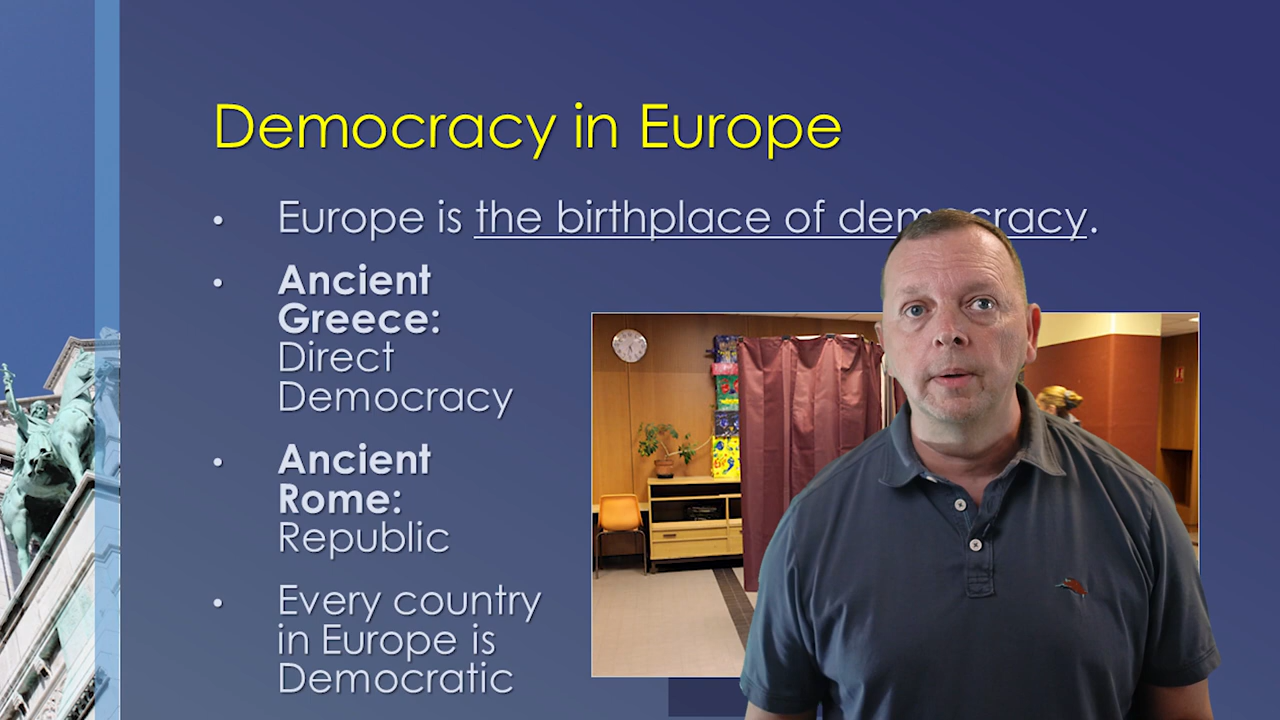 Democracy in Europe
• Europe is the birthplace of democracy.
• Ancient
Greece:
Direct
Democracy
• Ancient
Rome:
Republic
• Every country
in Europe is
Democratic